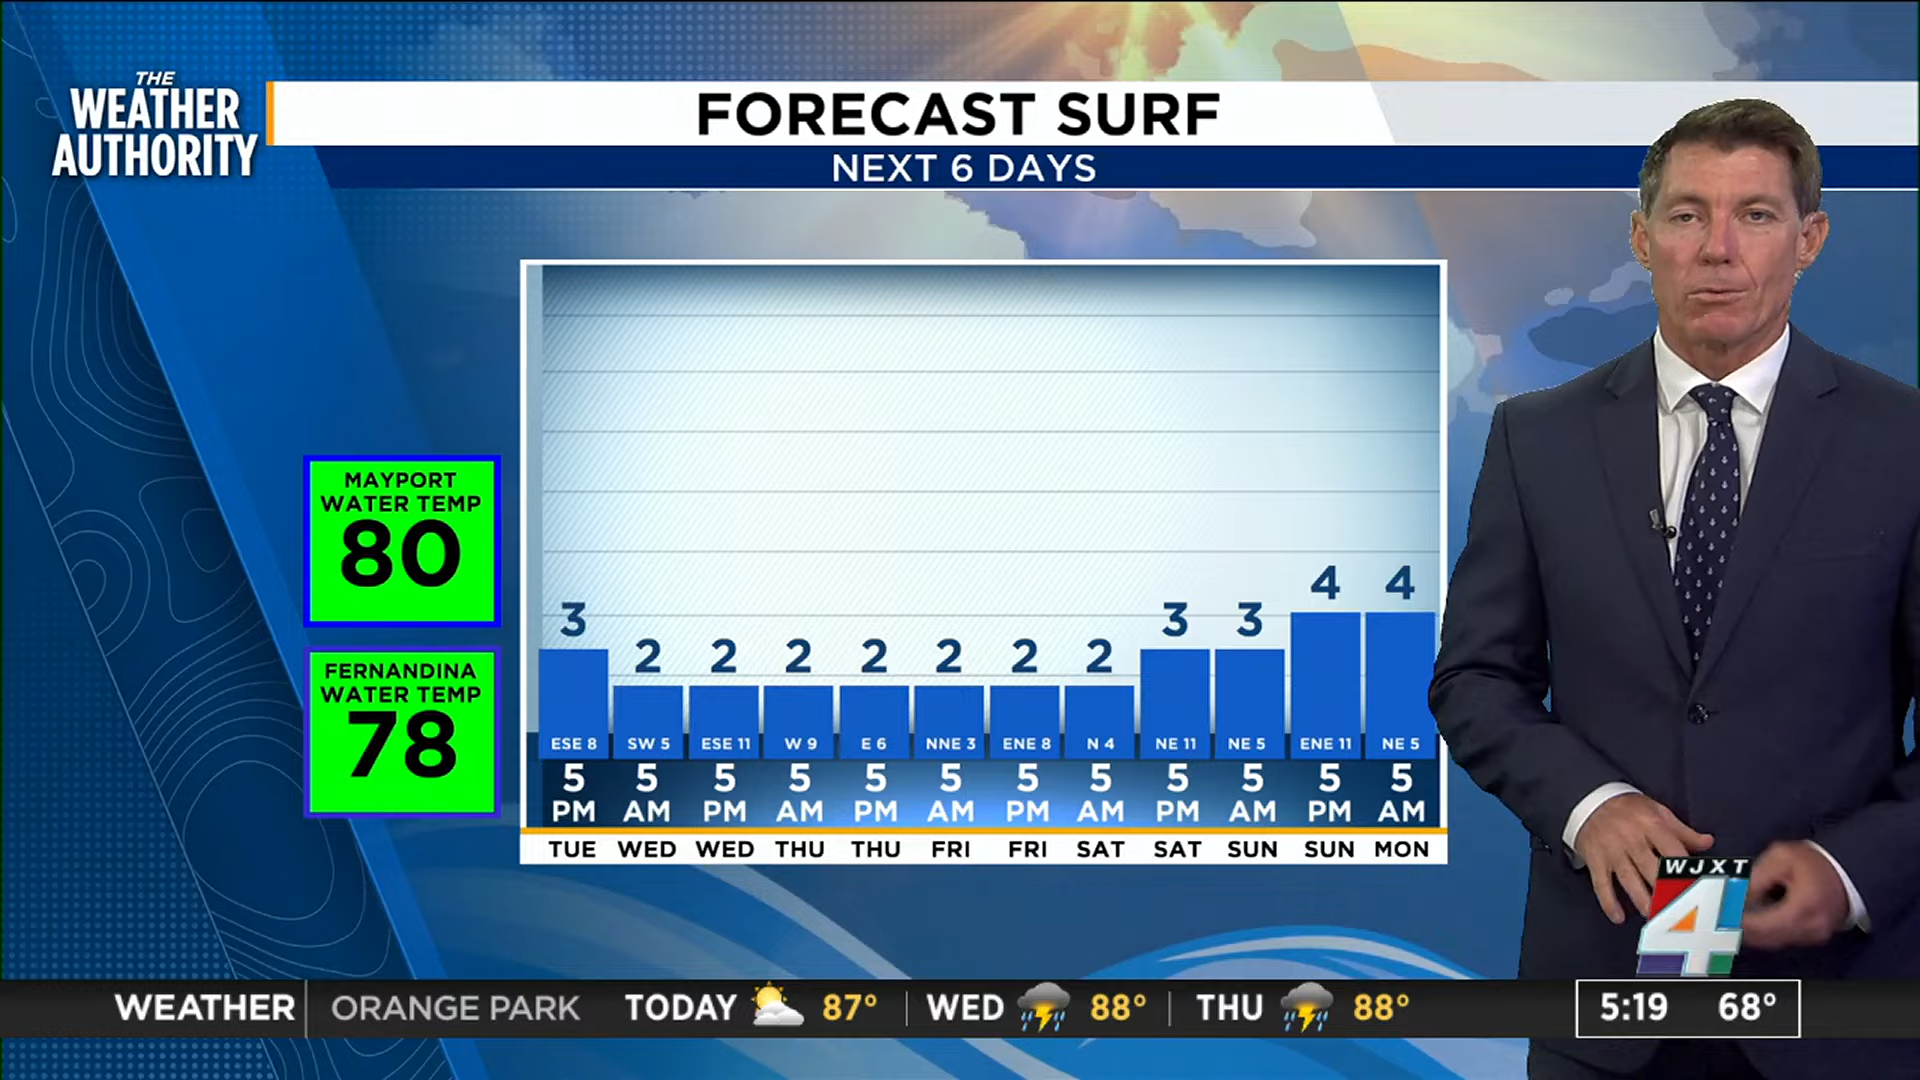 THE
WEATHER
AUTHORITY
FORECAST SURF
NEXT 6 DAYS
MAYPORT
WATER TEMP
80
FERNANDINA
WATER TEMP
78
3 2 2 2 2 2 2 2 3 3 4 4
ESE 8 SW 5 ESE 11 W 9 E 6 NNE 3 ENE 8 N 4 NE 11 NE 5 ENE 11 NE 5
5 5 5 5 5 5 5 5 5 5 5 5
PM AM PM AM PM AM PM AM PM AM PM AM
TUE WED WED THU THU FRI FRI SAT SAT SUN SUN MON
WJXT
4
WEATHER ORANGE PARK TODAY 87° WED 88° THU 88° 5:19 68°